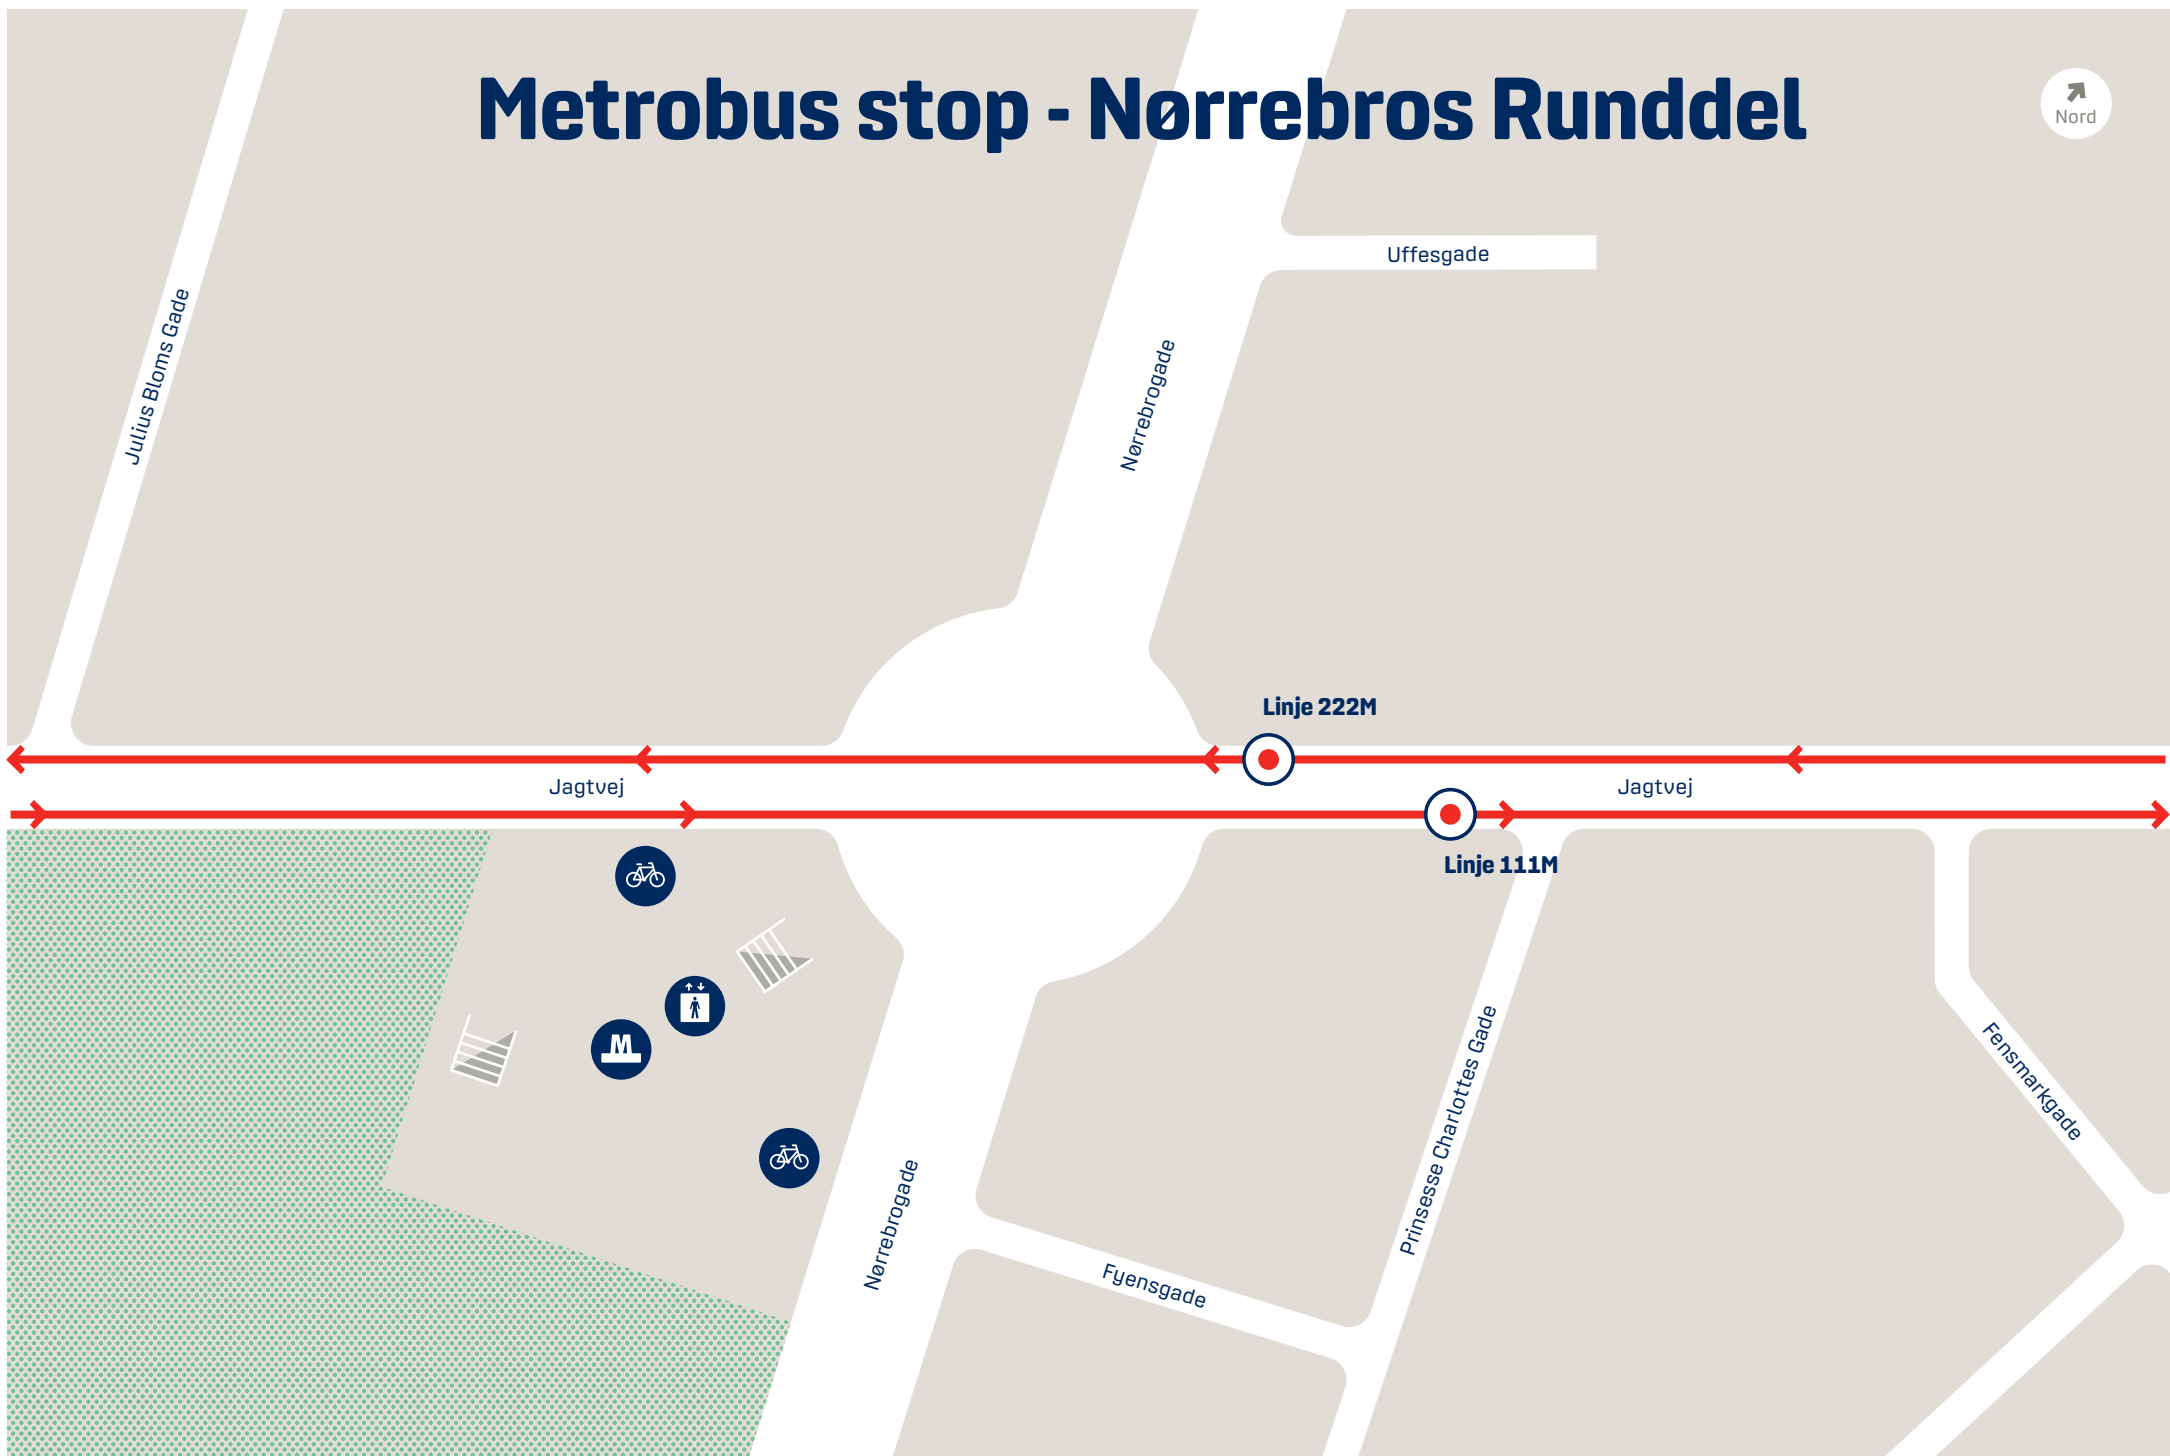 Metrobus stop - Nørrebros Runddel
Nord
Uffesgade
Julius Bloms Gade
Nørrebrogade
Linje 222M
Jagtvej
Jagtvej
Linje 111M
M
Prinsesse Charlottes Gade
Fensmarkgade
Nørrebrogade
Fyensgade